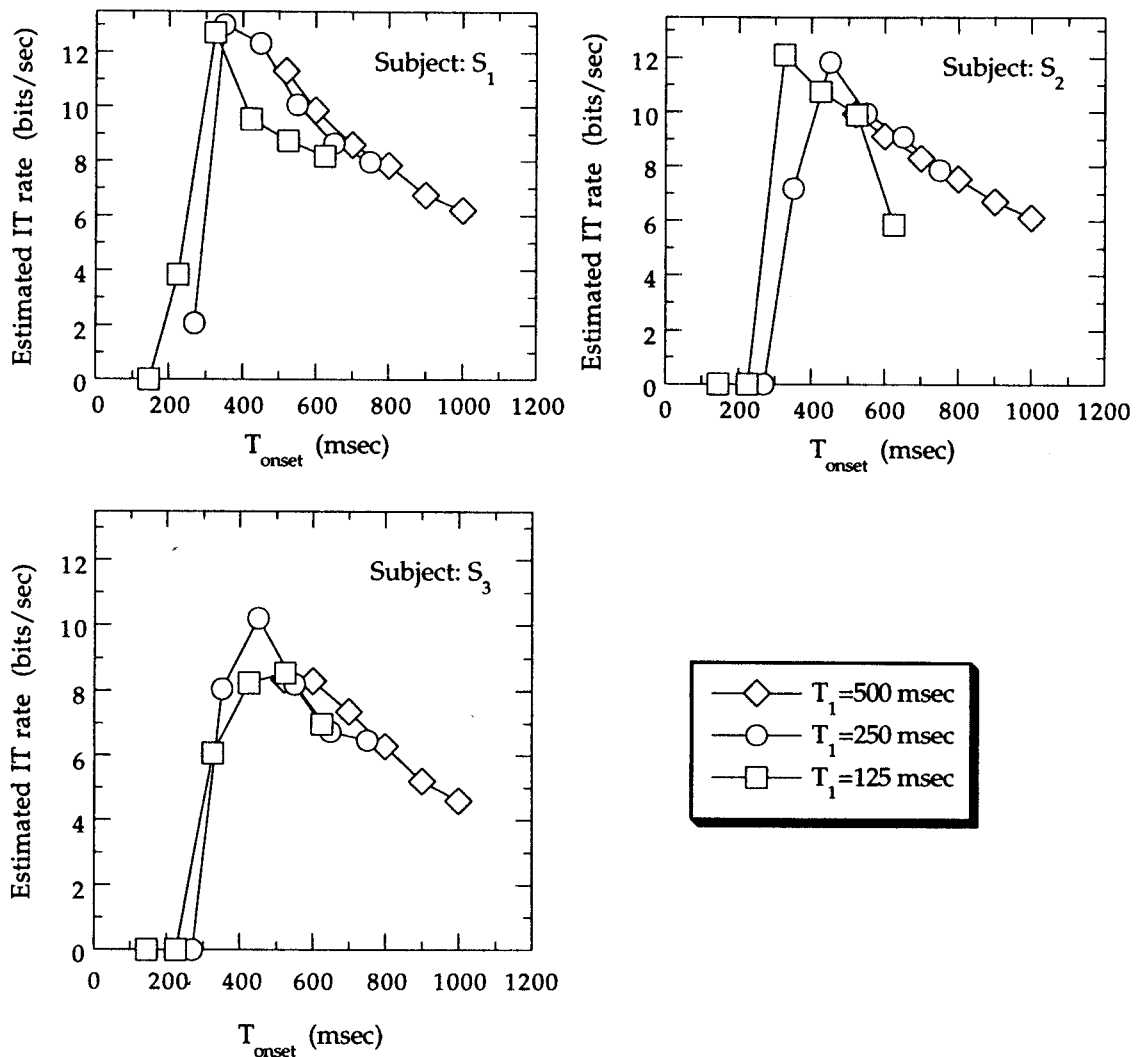 Estimated IT rate (bits/sec)
12
10
8
6
4
2
0
Subject: S1
0 200 400 600 800 1000 1200
Tonset (msec)
Estimated IT rate (bits/sec)
12
10
8
6
4
2
0
Subject: S2
0 200 400 600 800 1000 1200
Tonset (msec)
Estimated IT rate (bits/sec)
12
10
8
6
4
2
0
Subject: S3
0 200 400 600 800 1000 1200
Tonset (msec)
T1=500 msec
T1=250 msec
T1=125 msec